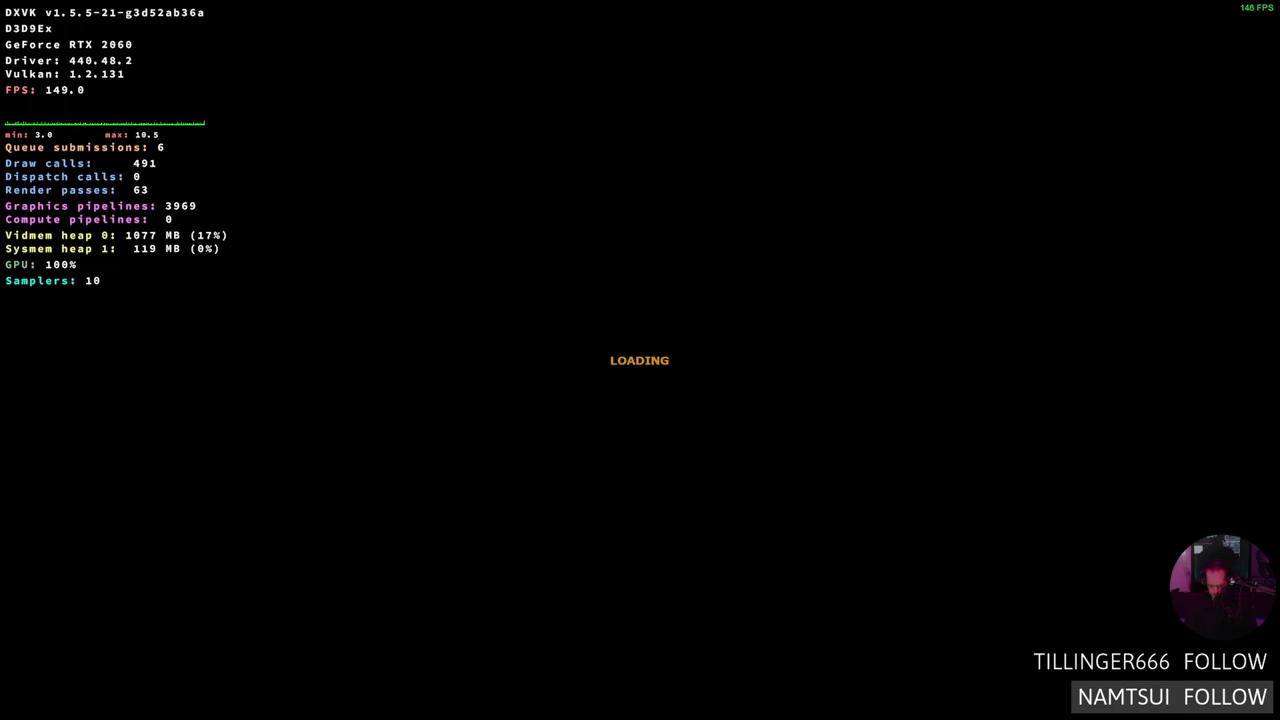 DXVK v1.5.5-21-g3d52ab36a
148 FPS
D3D9Ex
GeForce RTX 2060
Driver: 440.48.2
Vulkan: 1.2.131
FPS: 149.0
min: 3.0 max: 10.5
Queue submissions: 6
Draw calls: 491
Dispatch calls: 0
Render passes: 63
Graphics pipelines: 3969
Compute pipelines: 0
Vidmem heap 0: 1077 MB (17%)
Sysmem heap 1: 119 MB (0%)
GPU: 100%
Samplers: 10
LOADING
TILLINGER666 FOLLOW
NAMTSUI FOLLOW